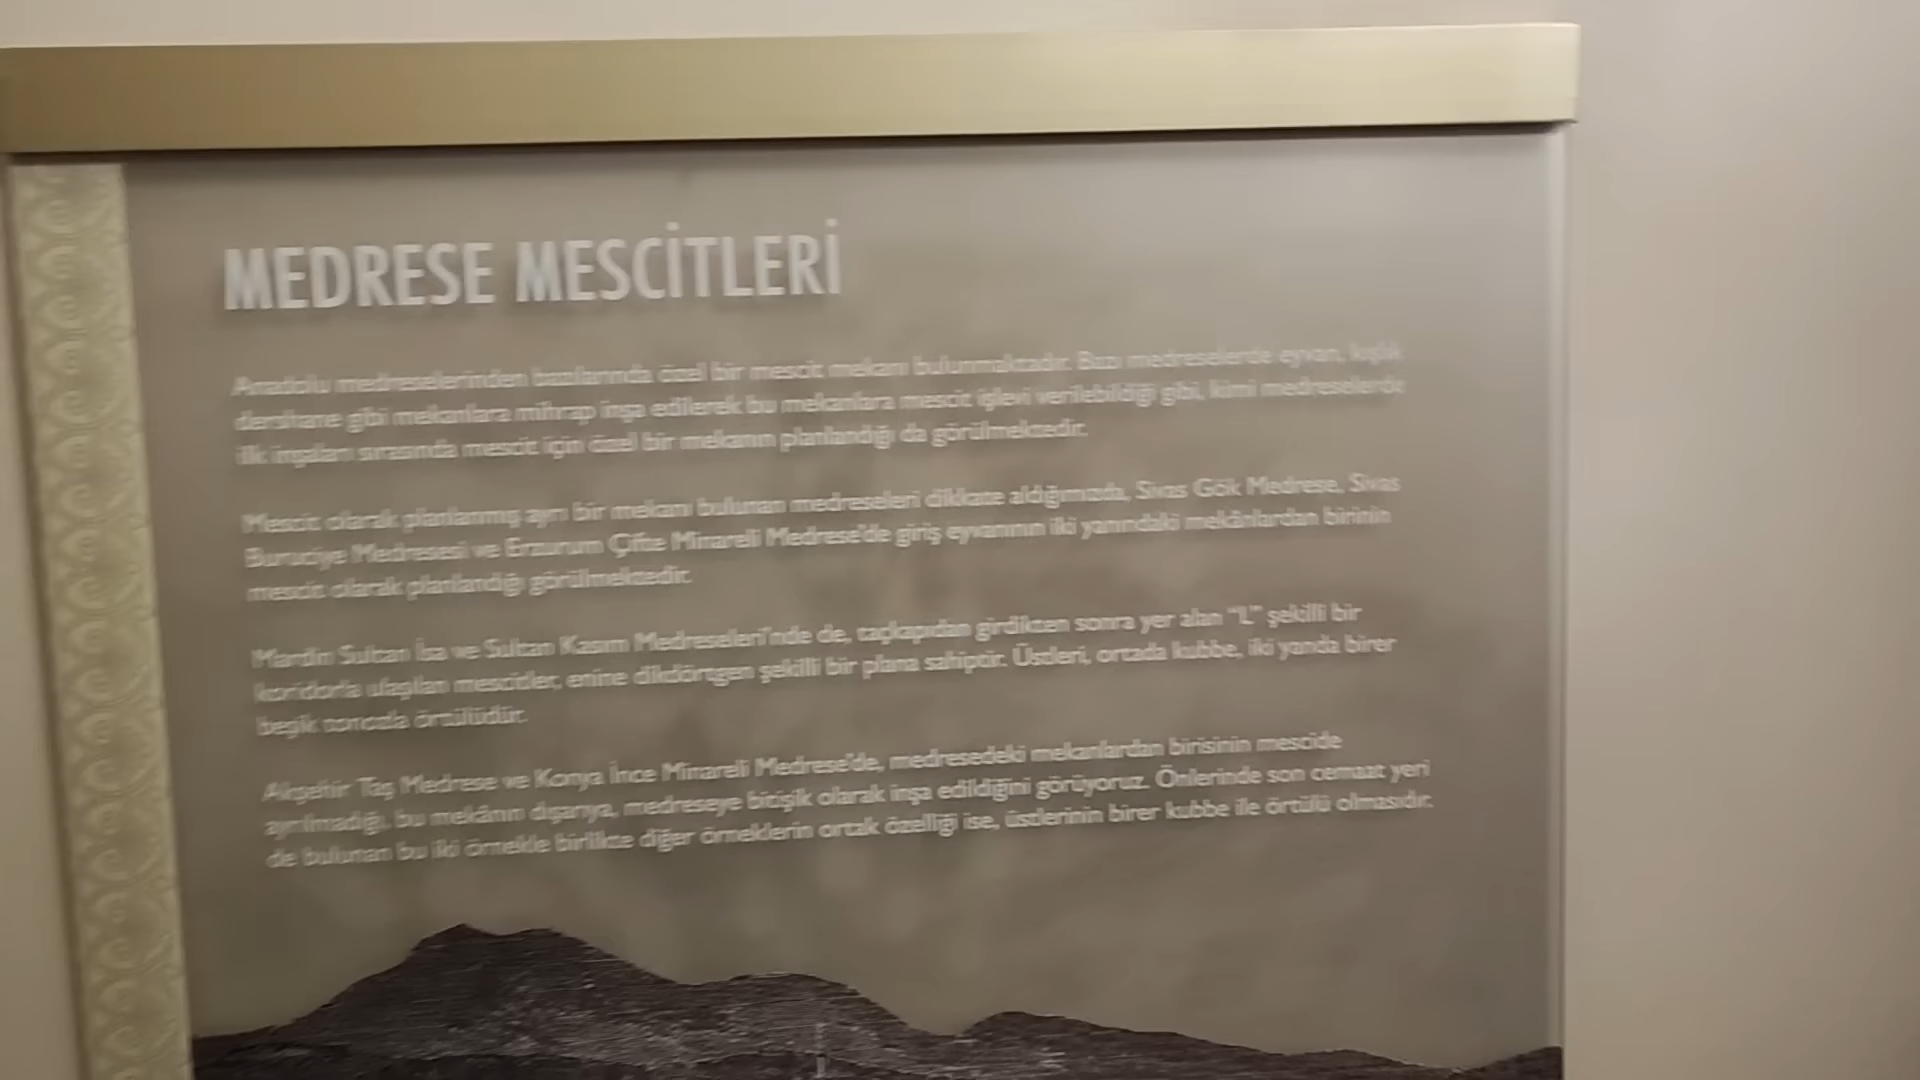 MEDRESE MESCİTLERİ
Anadolu medreselerinden bazılarında özel bir mescit mekanı bulunmaktadır. Bazı medreselerde eyvan, kışlık
dershane gibi mekanlara mihrap inşa edilerek bu mekanlara mescit işlevi verilebildiği gibi, kimi medreselerde
ilk inşaları sırasında mescit için özel bir mekanın planlandığı da görülmektedir.
Mescit olarak planlanmış ayrı bir mekanı bulunan medreseleri dikkate aldığımızda, Sivas Gök Medrese, Sivas
Buruciye Medresesi ve Erzurum Çifte Minareli Medrese'de giriş eyvanının iki yanındaki mekânlardan birinin
mescit olarak planlandığı görülmektedir.
Mardin Sultan İsa ve Sultan Kasım Medreseleri'nde de, taçkapıdan girdikten sonra yer alan "L" şekilli bir
koridorla ulaşılan mescitler, enine dikdörtgen şekilli bir plana sahiptir. Üstleri, ortada kubbe, iki yanda birer
beşik tonozla örtülüdür.
Akşehir Taş Medrese ve Konya İnce Minareli Medrese'de, medresedeki mekanlardan birisinin mescide
ayrılmadığı, bu mekânın dışarıya, medreseye bitişik olarak inşa edildiğini görüyoruz. Önlerinde son cemaat yeri
de bulunan bu iki örnekle birlikte diğer örneklerin ortak özelliği ise, üstlerinin birer kubbe ile örtülü olmasıdır.